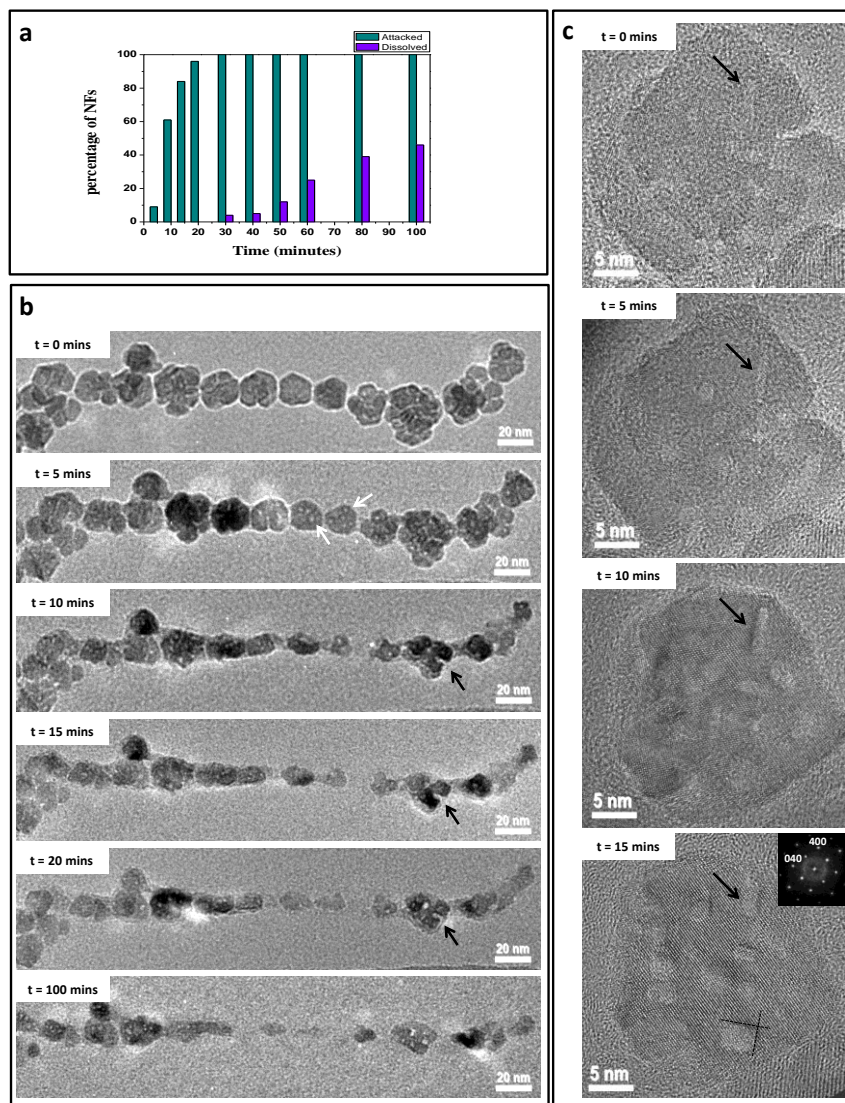 a
Attacked
Dissolved
percentage of NFs
100
80
60
40
20
0
0 10 20 30 40 50 60 70 80 90 100
Time (minutes)
b
t = 0 mins
20 nm
t = 5 mins
20 nm
t = 10 mins
20 nm
t = 15 mins
20 nm
t = 20 mins
20 nm
t = 100 mins
20 nm
c
t = 0 mins
5 nm
t = 5 mins
5 nm
t = 10 mins
5 nm
t = 15 mins
400
040
5 nm